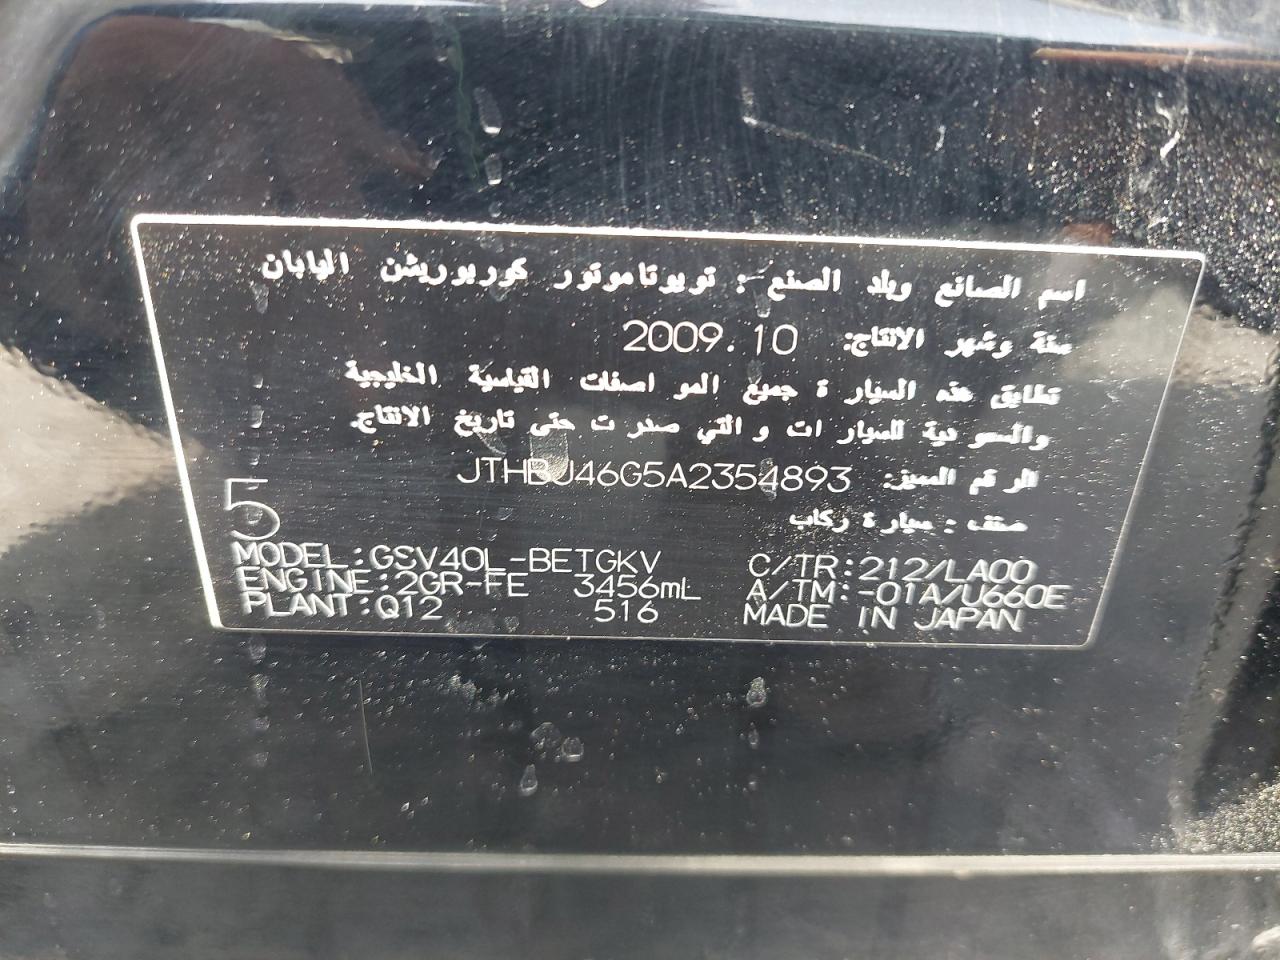 اسم الصانع وبلد الصنع : تويوتاموتور كوربوريشن اليابان
سنة وشهر الانتاج: 2009.10
تطابق هذه السيارة جميع المواصفات القياسية الخليجية
والسعودية للسيارات والتي صدرت حتى تاريخ الانتاج.
الرقم المميز: JTHBJ46G5A2354893
صنف : سيارة ركاب
5
MODEL:GSV40L-BETGKV C/TR:212/LA00
ENGINE:2GR-FE 3456mL A/TM:-01A/U660E
PLANT:Q12 516 MADE IN JAPAN